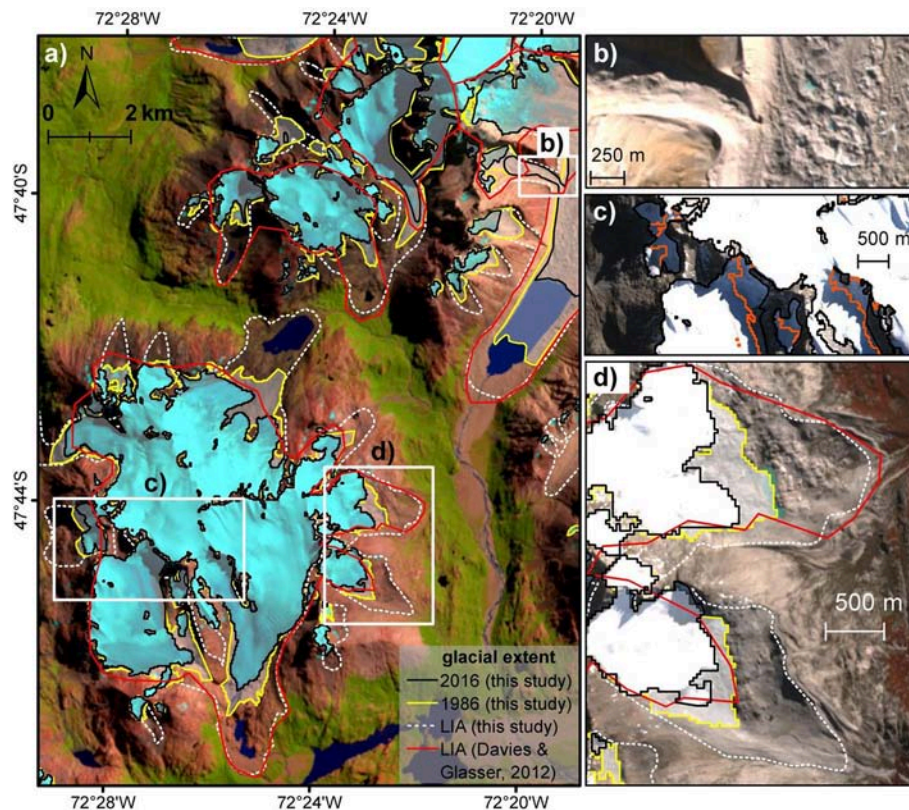 72°28'W 72°24'W 72°20'W
a)
N
0 2 km
b)
47°40'S
47°44'S
c)
d)
glacial extent
2016 (this study)
1986 (this study)
LIA (this study)
LIA (Davies &
Glasser, 2012)
72°28'W 72°24'W 72°20'W
b)
250 m
c)
500 m
d)
500 m